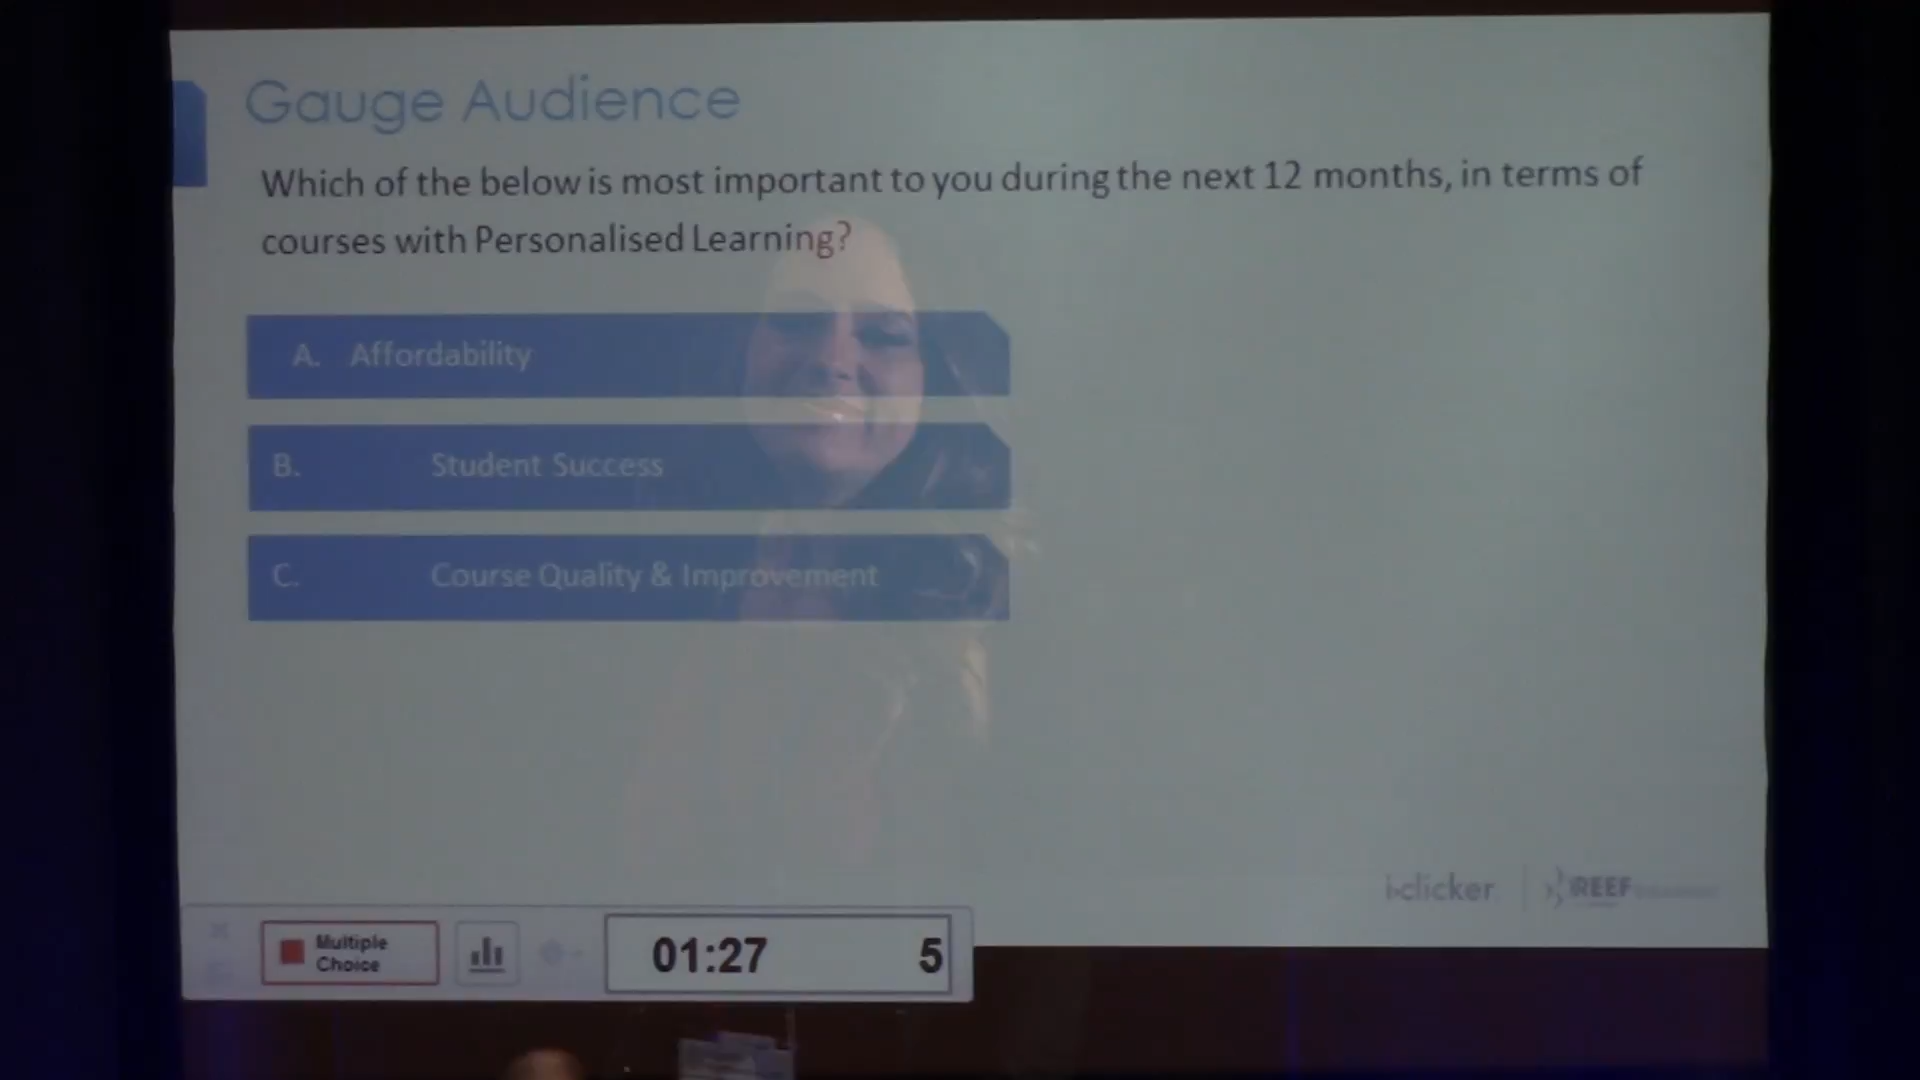 Gauge Audience
Which of the below is most important to you during the next 12 months, in terms of
courses with Personalised Learning?
A. Affordability
B. Student Success
C. Course Quality & Improvement
i>clicker
REEF
Multiple
Choice
01:27 5